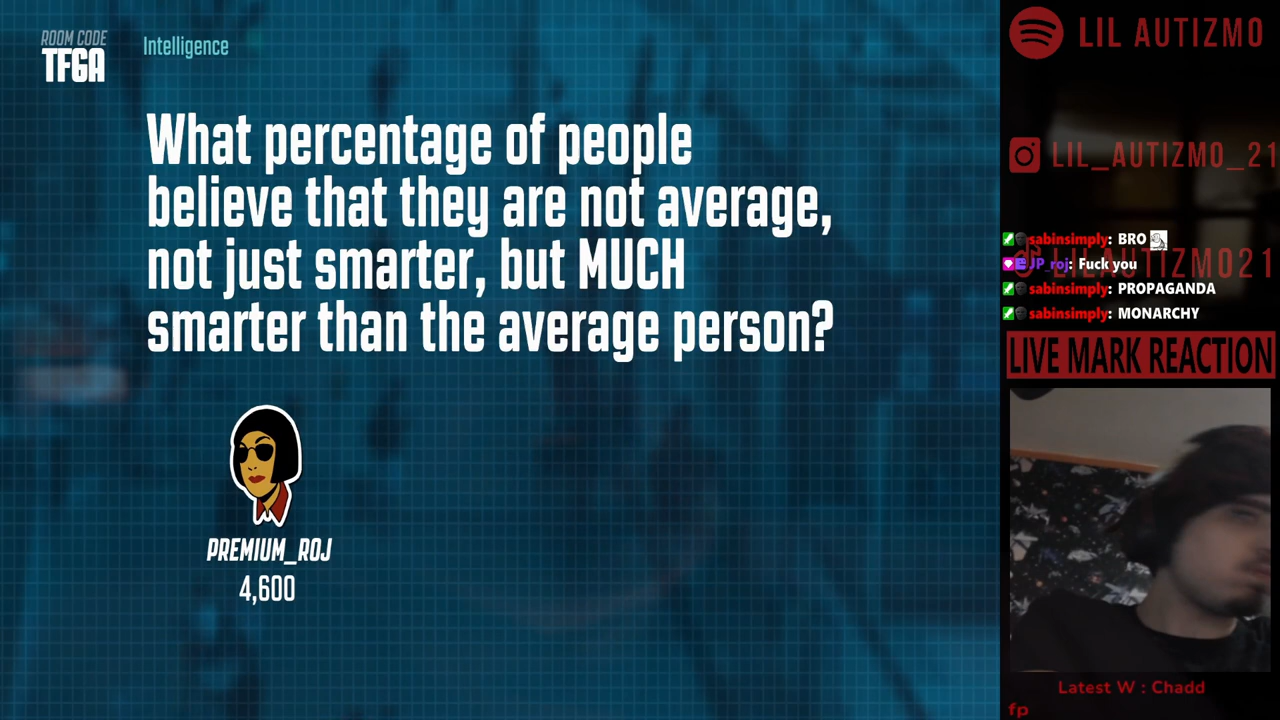 ROOM CODE
TFGA
Intelligence
What percentage of people
believe that they are not average,
not just smarter, but MUCH
smarter than the average person?
PREMIUM_ROJ
4,600
LIL AUTIZMO
LIL_AUTIZMO_21
LILAUTIZMO21
sabinsimply: BRO
JP_roj: Fuck you
sabinsimply: PROPAGANDA
sabinsimply: MONARCHY
LIVE MARK REACTION
Latest W : Chadd
fp